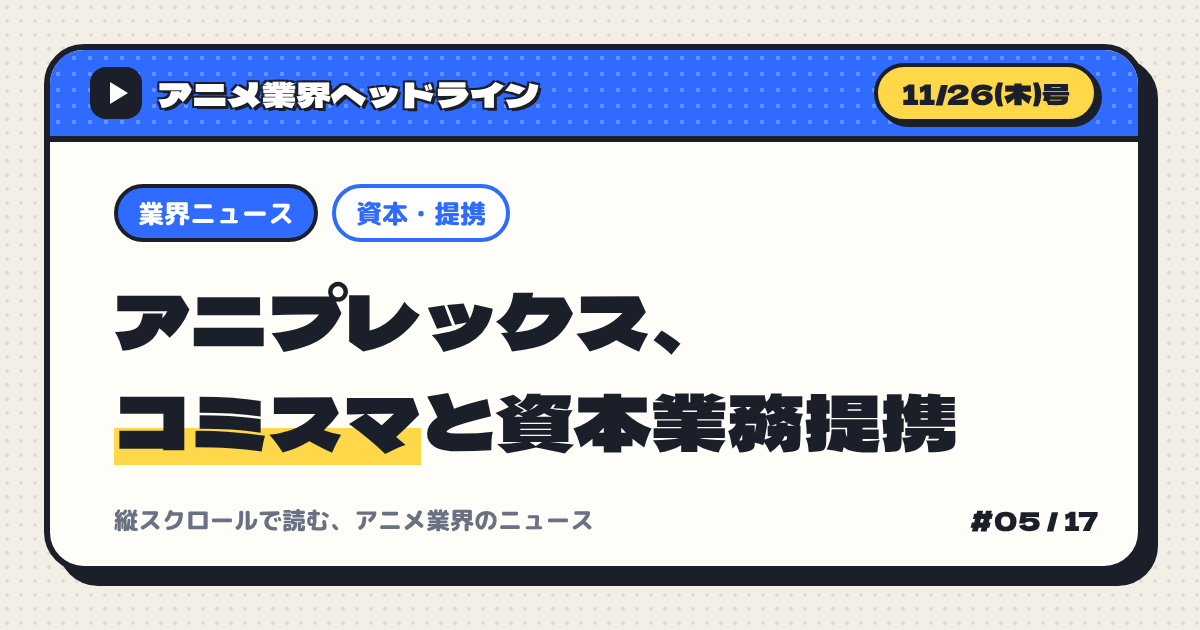 アニメ業界ヘッドライン
11/26(木)号
業界ニュース
資本・提携
アニプレックス、
コミスマと資本業務提携
縦スクロールで読む、アニメ業界のニュース
#05 / 17